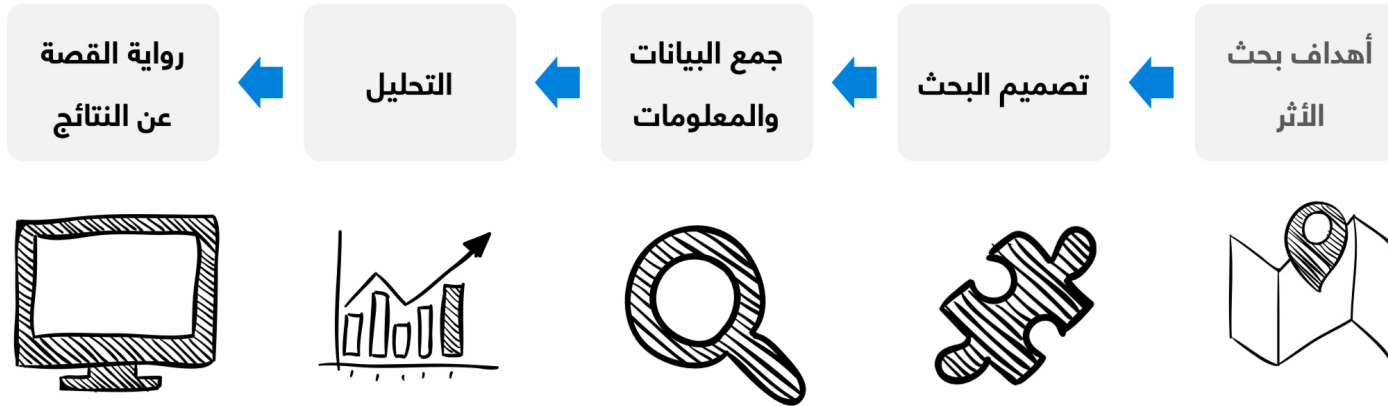 أهداف بحث
الأثر
تصميم البحث
جمع البيانات
والمعلومات
التحليل
رواية القصة
عن النتائج